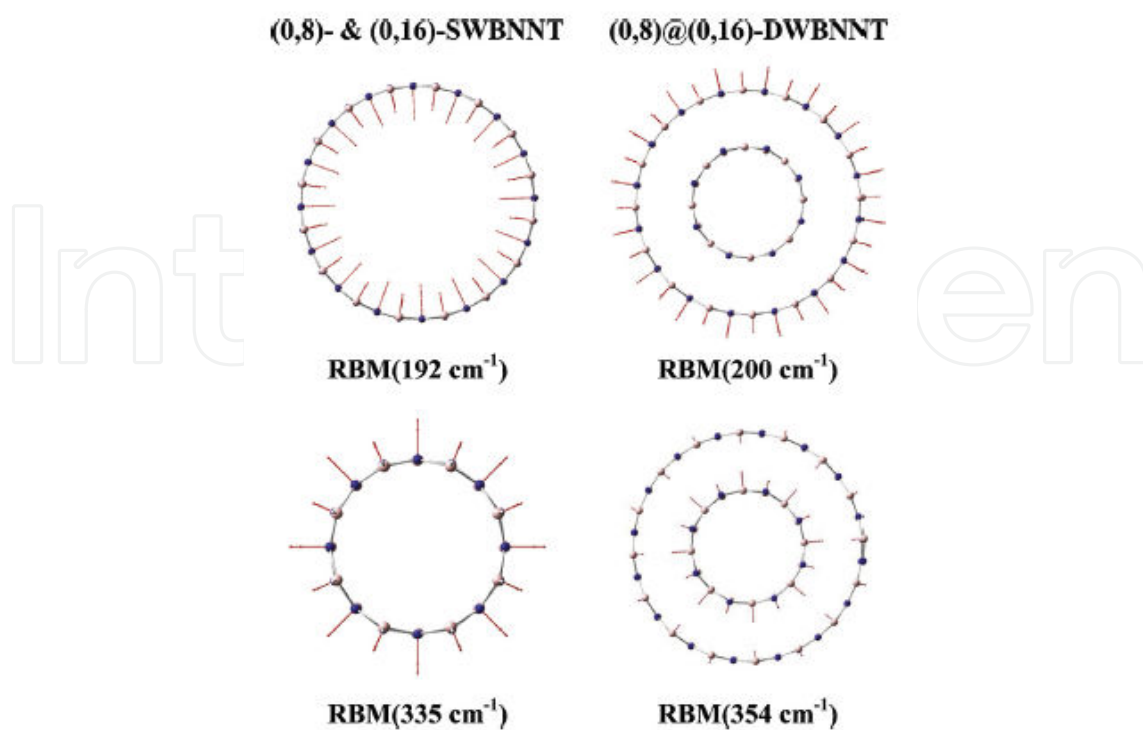 (0,8)- & (0,16)-SWBNNT (0,8)@(0,16)-DWBNNT
RBM(192 cm⁻¹) RBM(200 cm⁻¹)
RBM(335 cm⁻¹) RBM(354 cm⁻¹)